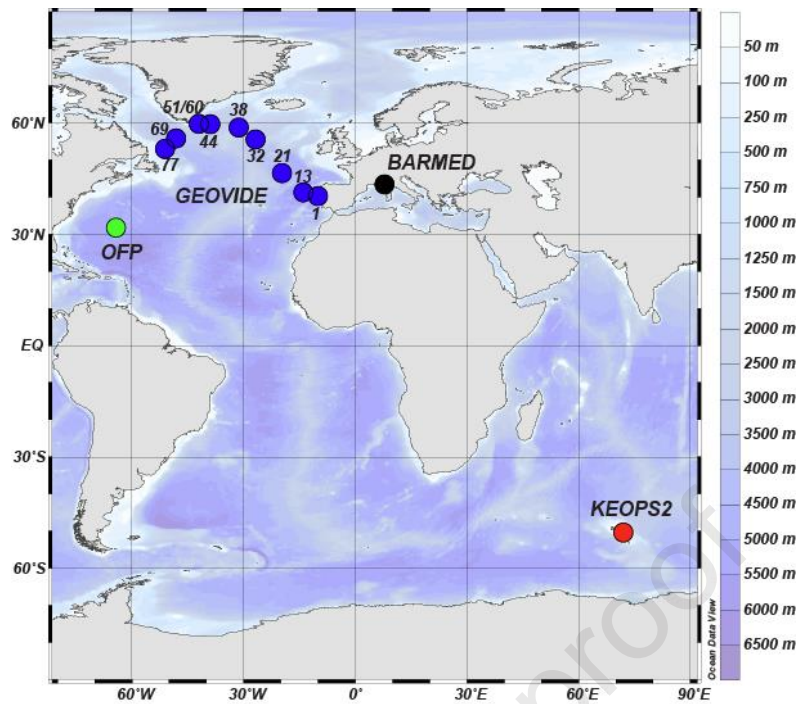 60°N
30°N
EQ
30°S
60°S
60°W
30°W
0°
30°E
60°E
90°E
51/60
38
69
44
32
77
21
13
1
GEOVIDE
BARMED
OFP
KEOPS2
50 m
100 m
250 m
500 m
750 m
1000 m
1250 m
1500 m
2000 m
2500 m
3000 m
3500 m
4000 m
4500 m
5000 m
5500 m
6000 m
6500 m
Ocean Data View
proof